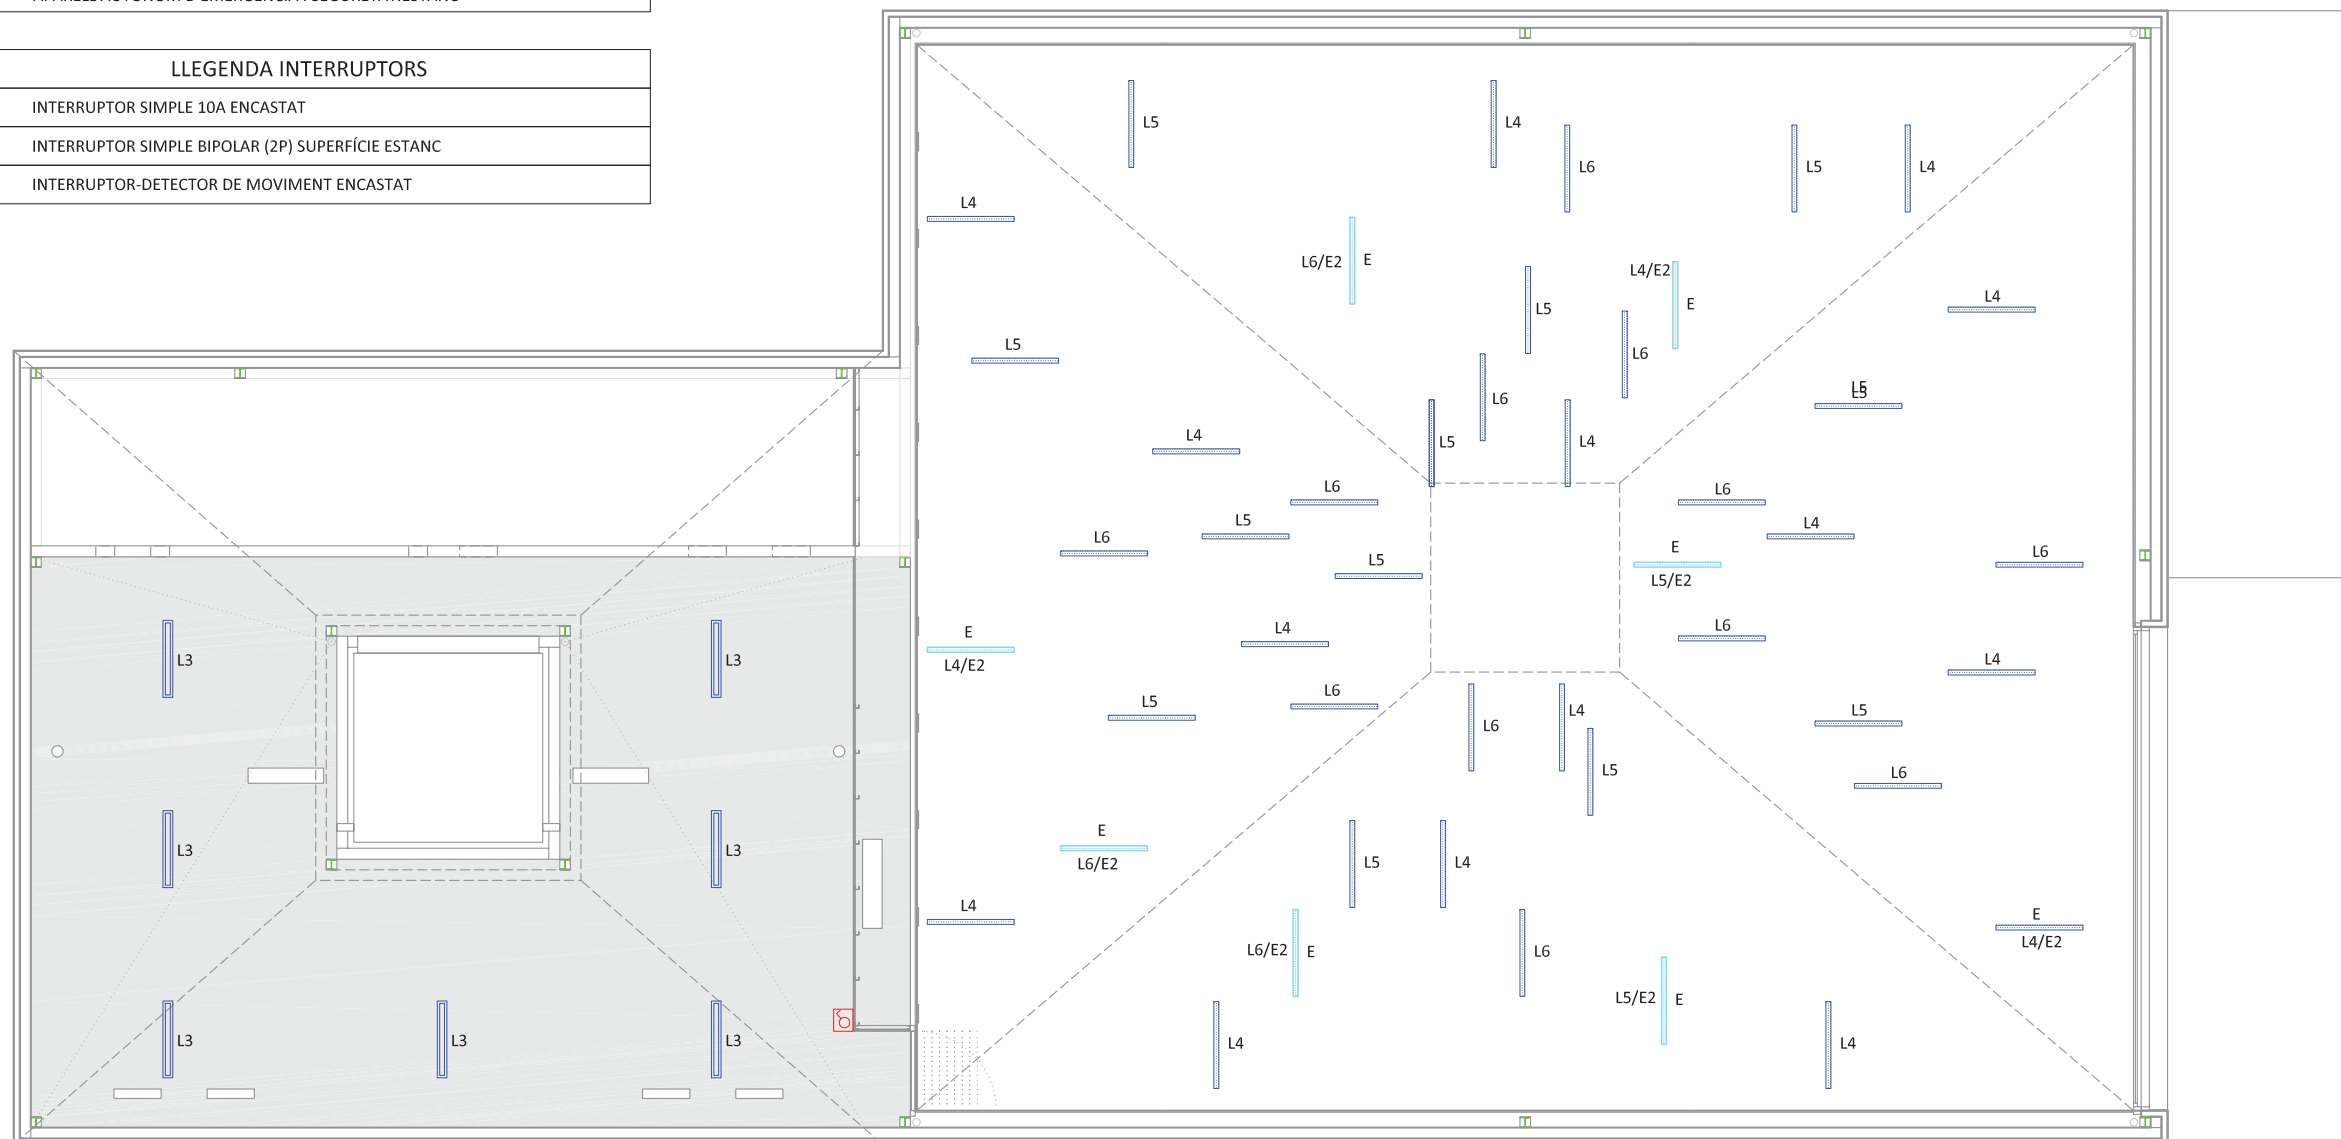 LLEGENDA INTERRUPTORS
INTERRUPTOR SIMPLE 10A ENCASTAT
INTERRUPTOR SIMPLE BIPOLAR (2P) SUPERFÍCIE ESTANC
INTERRUPTOR-DETECTOR DE MOVIMENT ENCASTAT
L5
L4
L6
L5
L4
L4
L6/E2
E
L4/E2
E
L5
L4
L5
L6
L6
L5
L5
L4
L5
L4
L6
L6
L5
L4
L6
E
L5/E2
L6
L5
E
L4/E2
L4
L6
L4
L3
L3
L5
L6
L6
L4
L5
L5
L6
E
L6/E2
L5
L4
L3
L3
L4
E
L4/E2
L6/E2
E
L6
L5/E2
E
L4
L4
L3
L3
L3